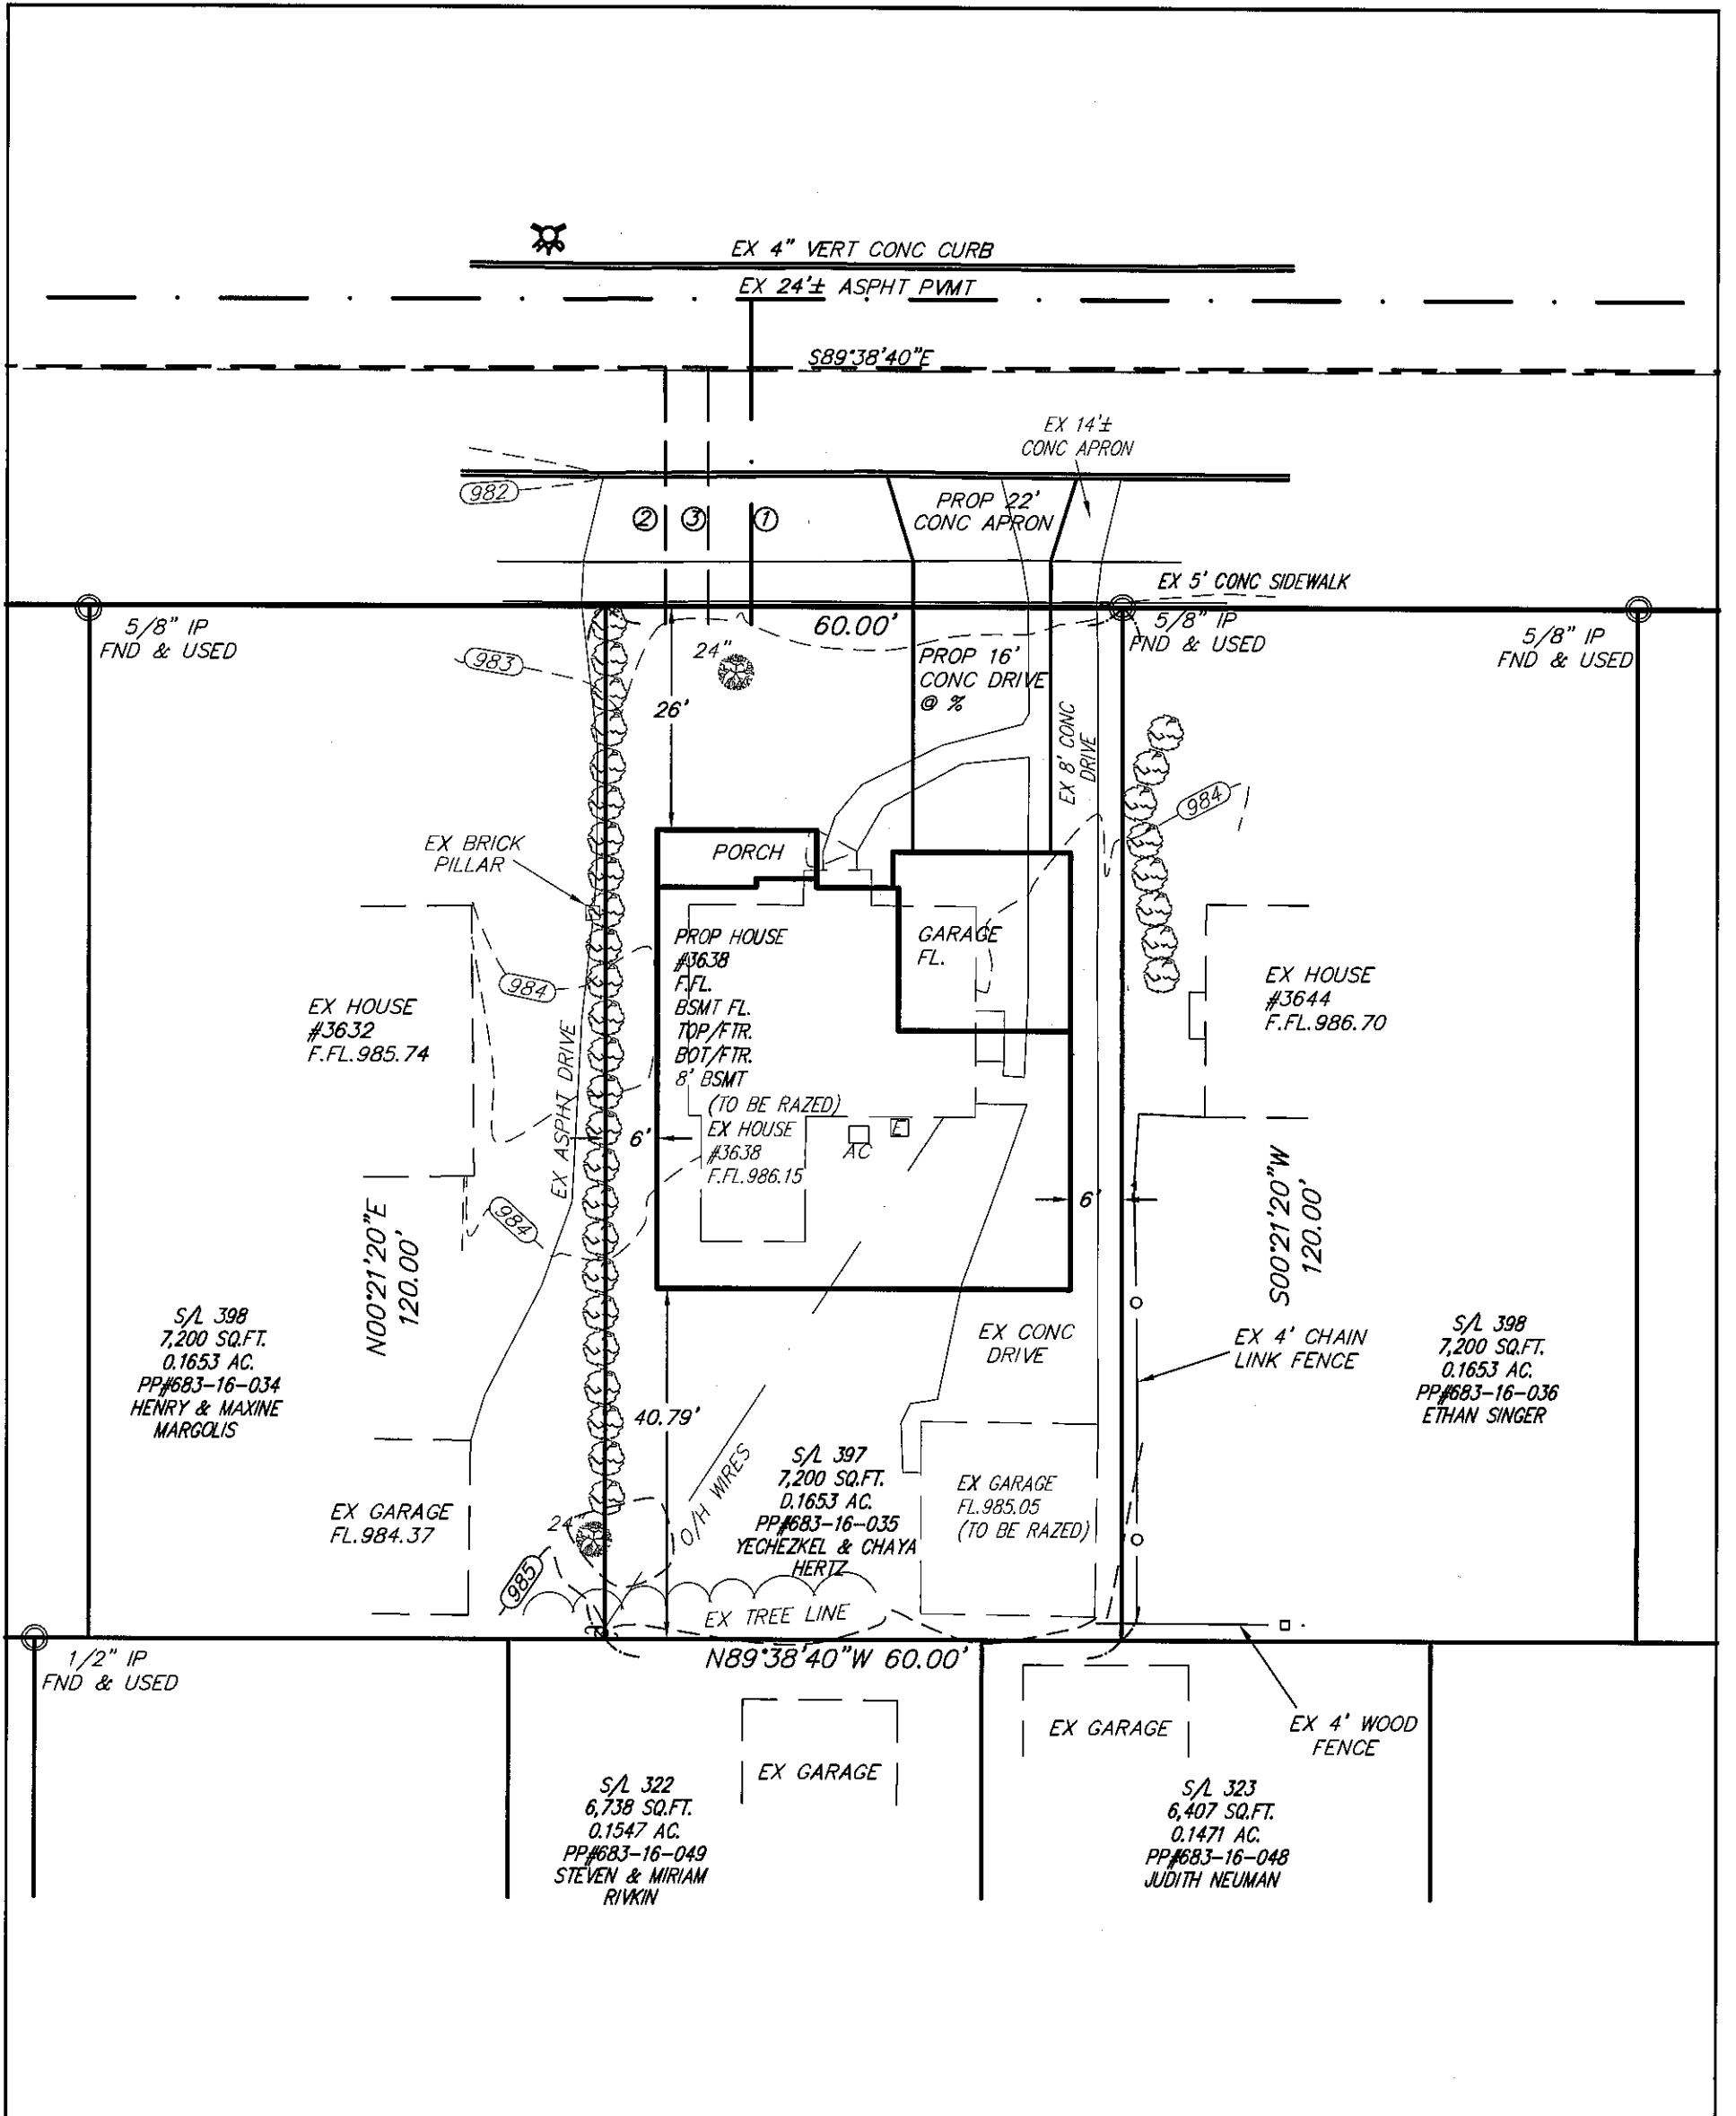 EX 4" VERT CONC CURB
EX 24'± ASPHT PVMT
S89°38'40"E
EX 14'±
CONC APRON
982
PROP 22'
CONC APRON
2
3
1
EX 5' CONC SIDEWALK
5/8" IP
FND & USED
60.00'
5/8" IP
FND & USED
5/8" IP
FND & USED
983
24"
PROP 16'
CONC DRIVE
@ %
26'
EX 8' CONC
DRIVE
984
EX BRICK
PILLAR
PORCH
PROP HOUSE
#3638
F.FL.
BSMT FL.
TOP/FTR.
BOT/FTR.
8' BSMT
(TO BE RAZED)
EX HOUSE
#3638
F.FL.986.15
GARAGE
FL.
984
EX HOUSE
#3632
F.FL.985.74
EX HOUSE
#3644
F.FL.986.70
EX ASPHT DRIVE
6'
AC
E
6'
984
N00°21'20"E
120.00'
S00°21'20"W
120.00'
S/L 398
7,200 SQ.FT.
0.1653 AC.
PP#683-16-034
HENRY & MAXINE
MARGOLIS
EX CONC
DRIVE
EX 4' CHAIN
LINK FENCE
S/L 398
7,200 SQ.FT.
0.1653 AC.
PP#683-16-036
ETHAN SINGER
40.79'
O/H WIRES
S/L 397
7,200 SQ.FT.
0.1653 AC.
PP#683-16-035
YECHEZKEL & CHAYA
HERTZ
EX GARAGE
FL.985.05
(TO BE RAZED)
EX GARAGE
FL.984.37
24"
985
EX TREE LINE
N89°38'40"W 60.00'
1/2" IP
FND & USED
EX GARAGE
EX GARAGE
EX 4' WOOD
FENCE
S/L 322
6,738 SQ.FT.
0.1547 AC.
PP#683-16-049
STEVEN & MIRIAM
RIVKIN
S/L 323
6,407 SQ.FT.
0.1471 AC.
PP#683-16-048
JUDITH NEUMAN